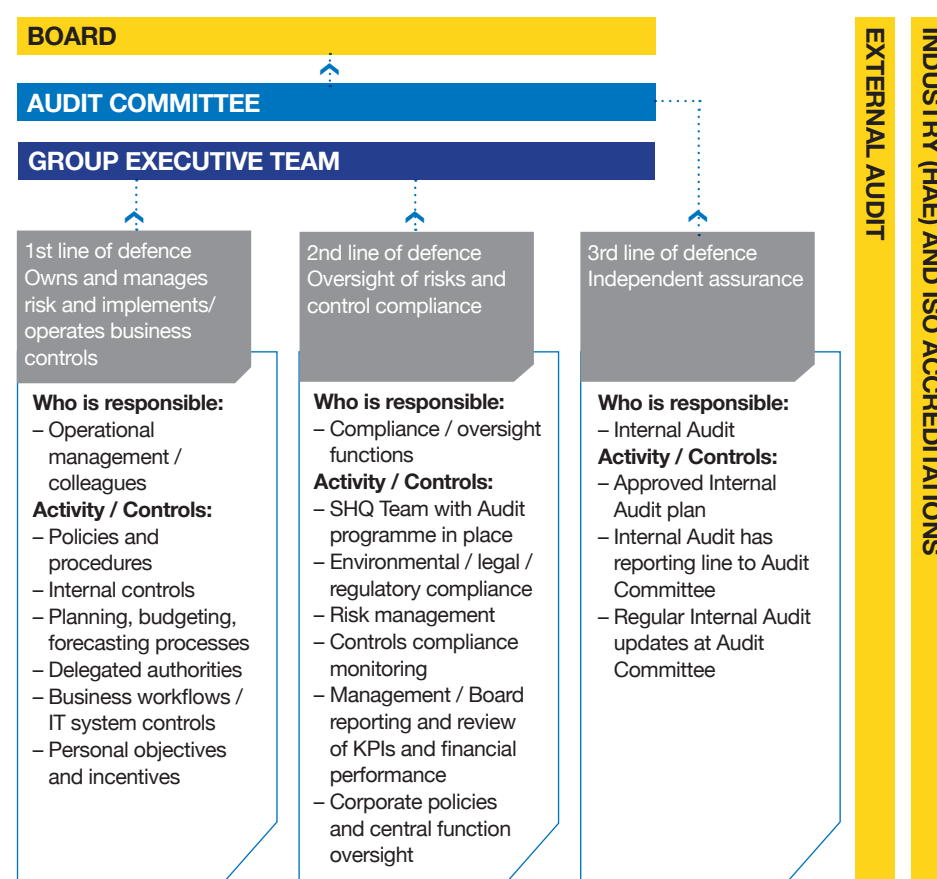 BOARD
AUDIT COMMITTEE
GROUP EXECUTIVE TEAM
1st line of defence
Owns and manages
risk and implements/
operates business
controls
Who is responsible:
– Operational
management /
colleagues
Activity / Controls:
– Policies and
procedures
– Internal controls
– Planning, budgeting,
forecasting processes
– Delegated authorities
– Business workflows /
IT system controls
– Personal objectives
and incentives
2nd line of defence
Oversight of risks and
control compliance
Who is responsible:
– Compliance / oversight
functions
Activity / Controls:
– SHQ Team with Audit
programme in place
– Environmental / legal /
regulatory compliance
– Risk management
– Controls compliance
monitoring
– Management / Board
reporting and review
of KPIs and financial
performance
– Corporate policies
and central function
oversight
3rd line of defence
Independent assurance
Who is responsible:
– Internal Audit
Activity / Controls:
– Approved Internal
Audit plan
– Internal Audit has
reporting line to Audit
Committee
– Regular Internal Audit
updates at Audit
Committee
EXTERNAL AUDIT
INDUSTRY (HAE) AND ISO ACCREDITATIONS